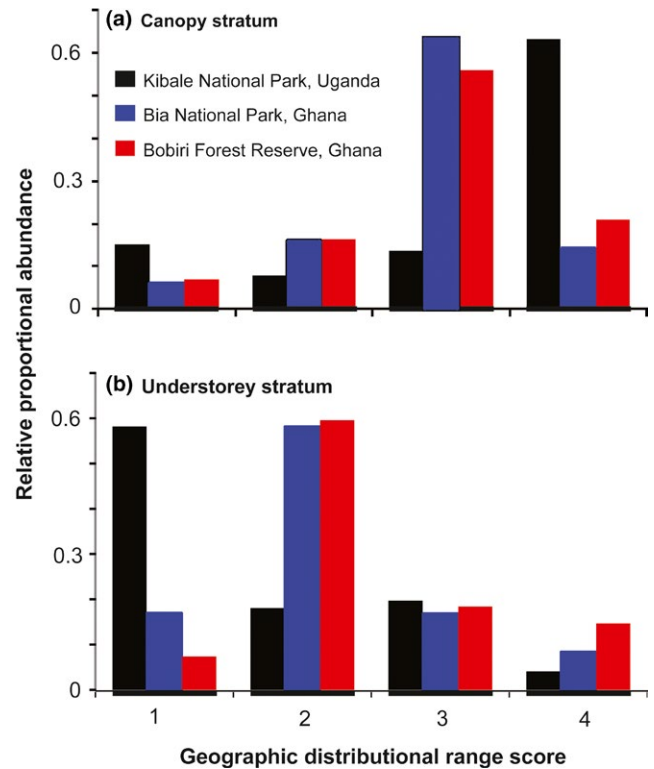 (a) Canopy stratum
0.6
Kibale National Park, Uganda
Bia National Park, Ghana
Bobiri Forest Reserve, Ghana
0.3
0
Relative proportional abundance
(b) Understorey stratum
0.6
0.3
0
1 2 3 4
Geographic distributional range score